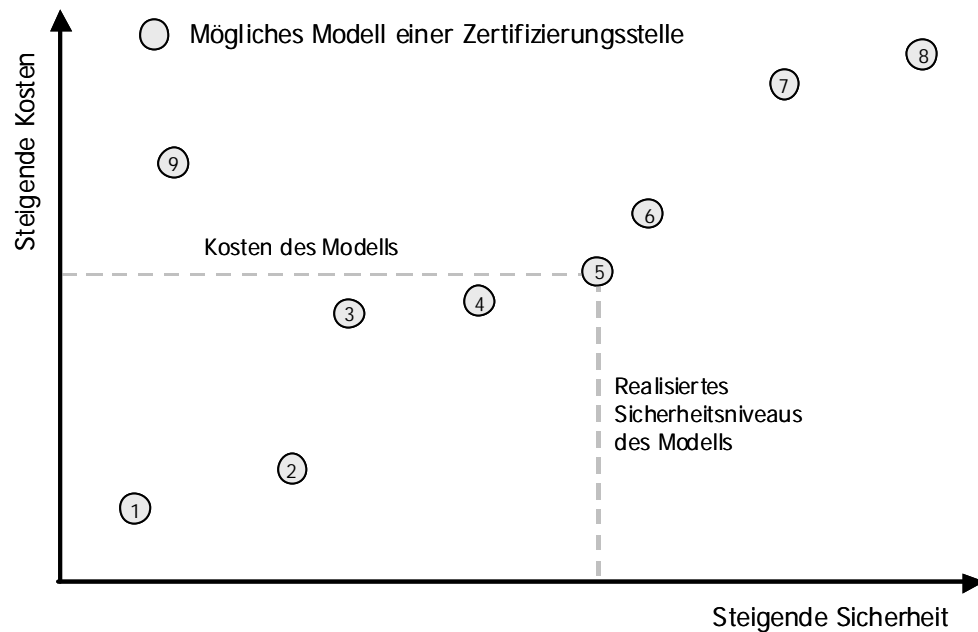 Mögliches Modell einer Zertifizierungsstelle
Steigende Kosten
8
7
9
6
Kosten des Modells
5
4
3
Realisiertes
Sicherheitsniveaus
des Modells
2
1
Steigende Sicherheit